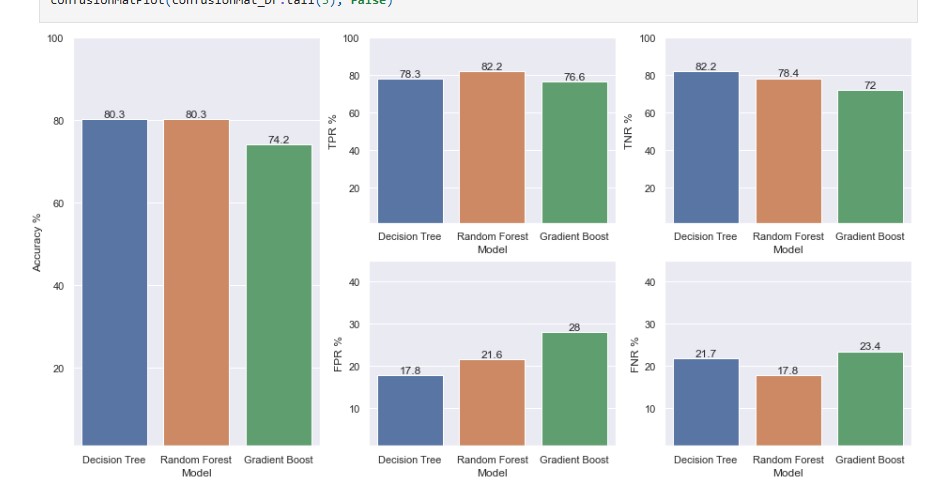 confusionMatPlot(confusionMat_Df.tail(3), False)
100
80
60
40
20
Accuracy %
80.3
80.3
74.2
Decision Tree Random Forest Gradient Boost
Model
100
80
60
40
20
TPR %
78.3
82.2
76.6
Decision Tree Random Forest Gradient Boost
Model
100
80
60
40
20
TNR %
82.2
78.4
72
Decision Tree Random Forest Gradient Boost
Model
40
30
20
10
FPR %
17.8
21.6
28
Decision Tree Random Forest Gradient Boost
Model
40
30
20
10
FNR %
21.7
17.8
23.4
Decision Tree Random Forest Gradient Boost
Model